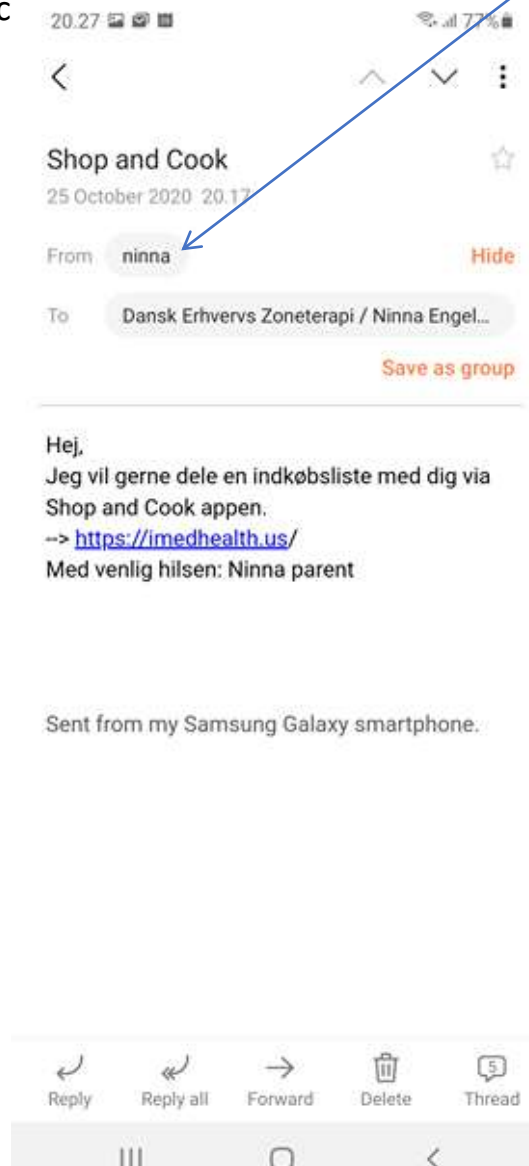 c
20.27 77%
Shop and Cook
25 October 2020 20.17
From ninna Hide
To Dansk Erhvervs Zoneterapi / Ninna Engel...
Save as group
Hej,
Jeg vil gerne dele en indkøbsliste med dig via
Shop and Cook appen.
--> https://imedhealth.us/
Med venlig hilsen: Ninna parent
Sent from my Samsung Galaxy smartphone.
5
Reply Reply all Forward Delete Thread